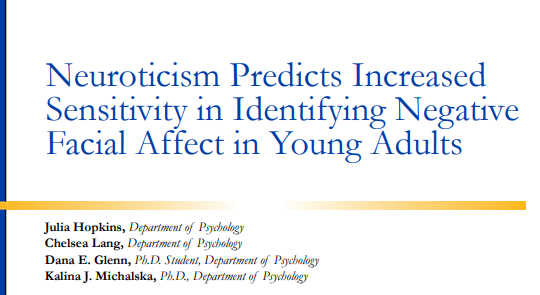 Neuroticism Predicts Increased
Sensitivity in Identifying Negative
Facial Affect in Young Adults
Julia Hopkins, Department of Psychology
Chelsea Lang, Department of Psychology
Dana E. Glenn, Ph.D. Student, Department of Psychology
Kalina J. Michalska, Ph.D., Department of Psychology